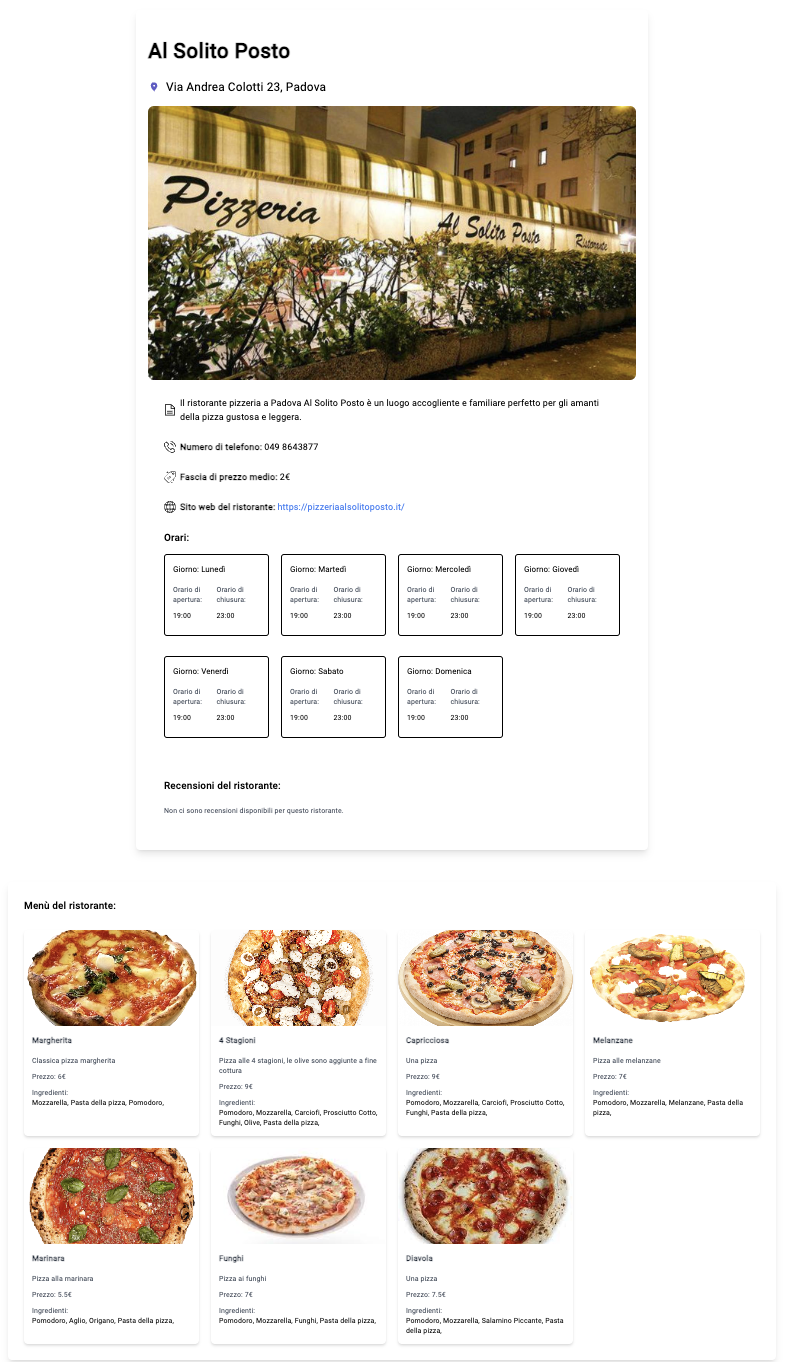 Al Solito Posto
Via Andrea Colotti 23, Padova
Pizzeria
Al Solito Posto
Ristorante
Il ristorante pizzeria a Padova Al Solito Posto è un luogo accogliente e familiare perfetto per gli amanti
della pizza gustosa e leggera.
Numero di telefono: 049 8643877
Fascia di prezzo medio: 2€
Sito web del ristorante: https://pizzeriaalsolitoposto.it/
Orari:
Giorno: Lunedì
Orario di apertura:
19:00
Orario di chiusura:
23:00
Giorno: Martedì
Orario di apertura:
19:00
Orario di chiusura:
23:00
Giorno: Mercoledì
Orario di apertura:
19:00
Orario di chiusura:
23:00
Giorno: Giovedì
Orario di apertura:
19:00
Orario di chiusura:
23:00
Giorno: Venerdì
Orario di apertura:
19:00
Orario di chiusura:
23:00
Giorno: Sabato
Orario di apertura:
19:00
Orario di chiusura:
23:00
Giorno: Domenica
Orario di apertura:
19:00
Orario di chiusura:
23:00
Recensioni del ristorante:
Non ci sono recensioni disponibili per questo ristorante.
Menù del ristorante:
Margherita
Classica pizza margherita
Prezzo: 6€
Ingredienti:
Mozzarella, Pasta della pizza, Pomodoro,
4 Stagioni
Pizza alle 4 stagioni, le olive sono aggiunte a fine
cottura
Prezzo: 9€
Ingredienti:
Pomodoro, Mozzarella, Carciofi, Prosciutto Cotto,
Funghi, Olive, Pasta della pizza,
Capricciosa
Una pizza
Prezzo: 9€
Ingredienti:
Pomodoro, Mozzarella, Carciofi, Prosciutto Cotto,
Funghi, Pasta della pizza,
Melanzane
Pizza alle melanzane
Prezzo: 7€
Ingredienti:
Pomodoro, Mozzarella, Melanzane, Pasta della
pizza,
Marinara
Pizza alla marinara
Prezzo: 5.5€
Ingredienti:
Pomodoro, Aglio, Origano, Pasta della pizza,
Funghi
Pizza ai funghi
Prezzo: 7€
Ingredienti:
Pomodoro, Mozzarella, Funghi, Pasta della pizza,
Diavola
Una pizza
Prezzo: 7.5€
Ingredienti:
Pomodoro, Mozzarella, Salamino Piccante, Pasta
della pizza,